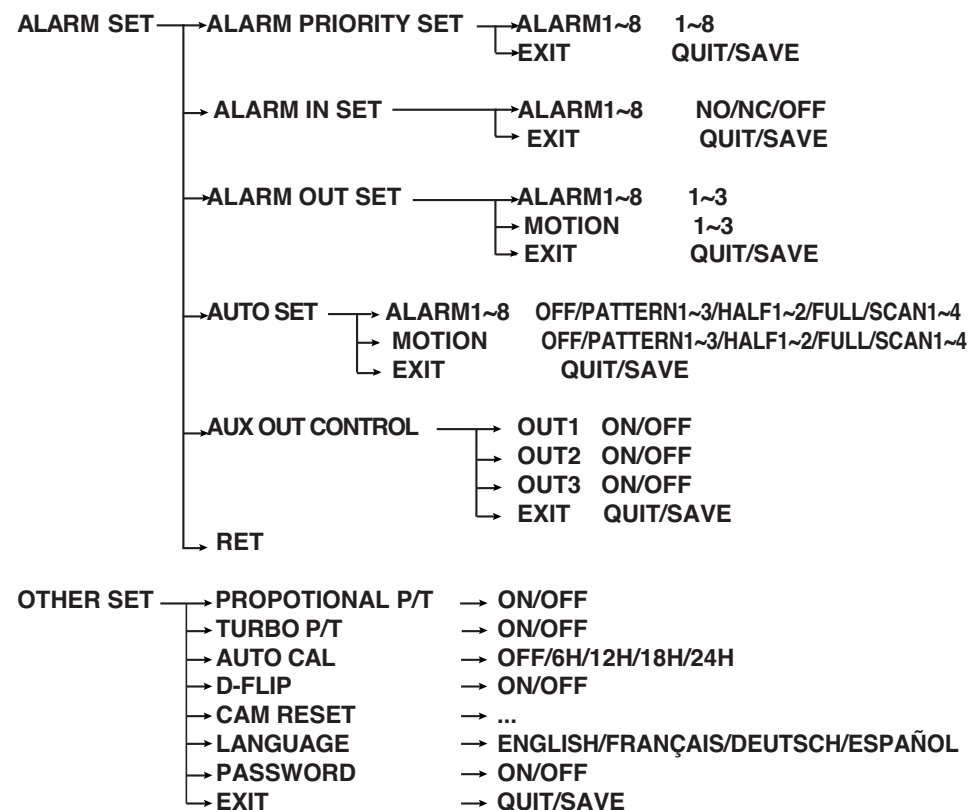 ALARM SET ALARM PRIORITY SET ALARM1~8 1~8
EXIT QUIT/SAVE
ALARM IN SET ALARM1~8 NO/NC/OFF
EXIT QUIT/SAVE
ALARM OUT SET ALARM1~8 1~3
MOTION 1~3
EXIT QUIT/SAVE
AUTO SET ALARM1~8 OFF/PATTERN1~3/HALF1~2/FULL/SCAN1~4
MOTION OFF/PATTERN1~3/HALF1~2/FULL/SCAN1~4
EXIT QUIT/SAVE
AUX OUT CONTROL OUT1 ON/OFF
OUT2 ON/OFF
OUT3 ON/OFF
EXIT QUIT/SAVE
RET
OTHER SET PROPOTIONAL P/T ON/OFF
TURBO P/T ON/OFF
AUTO CAL OFF/6H/12H/18H/24H
D-FLIP ON/OFF
CAM RESET ...
LANGUAGE ENGLISH/FRANÇAIS/DEUTSCH/ESPAÑOL
PASSWORD ON/OFF
EXIT QUIT/SAVE